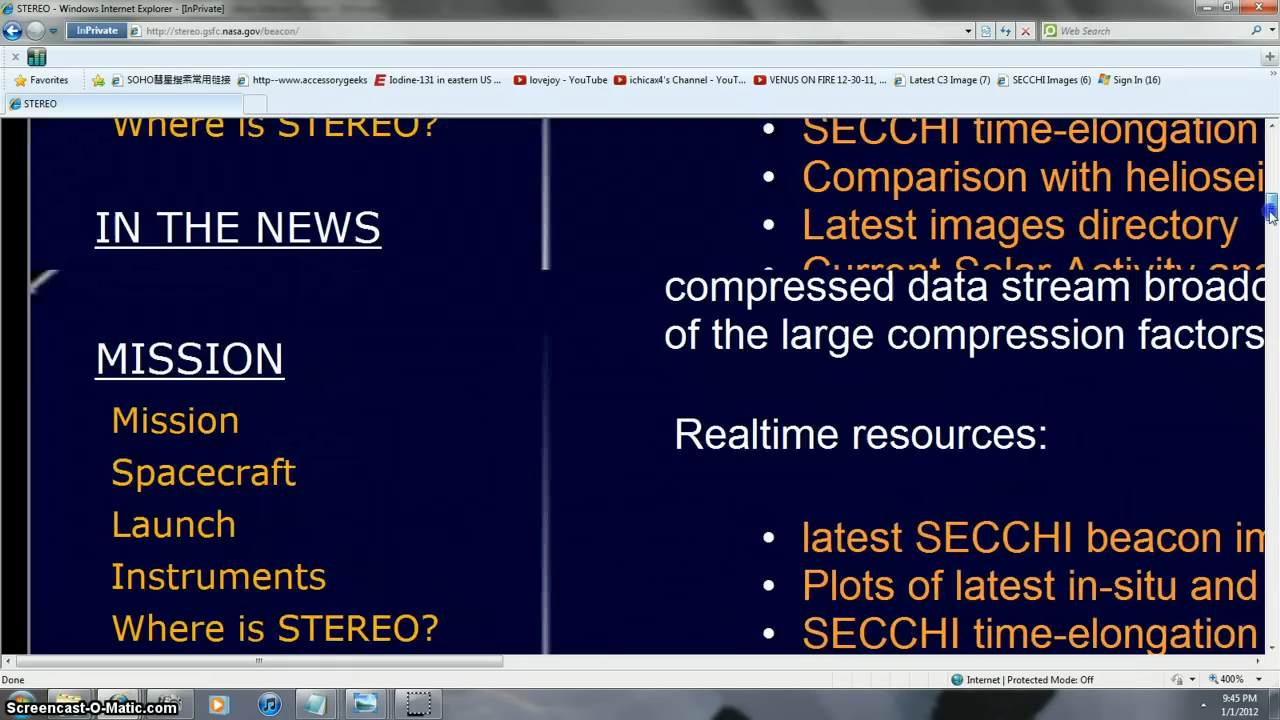 STEREO - Windows Internet Explorer - [InPrivate]
InPrivate
http://stereo.gsfc.nasa.gov/beacon/
Web Search
Favorites
SOHO彗星搜索常用链接
http--www.accessorygeeks
Iodine-131 in eastern US ...
lovejoy - YouTube
ichicax4's Channel - YouT...
VENUS ON FIRE 12-30-11, ...
Latest C3 Image (7)
SECCHI Images (6)
Sign In (16)
STEREO
Where is STEREO?
IN THE NEWS
MISSION
Mission
Spacecraft
Launch
Instruments
Where is STEREO?
SECCHI time-elongation
Comparison with heliosei
Latest images directory
Current Solar Activity and
compressed data stream broadc
of the large compression factors
Realtime resources:
latest SECCHI beacon im
Plots of latest in-situ and
SECCHI time-elongation
Done
Internet | Protected Mode: Off
400%
Screencast-O-Matic.com
9:45 PM
1/1/2012